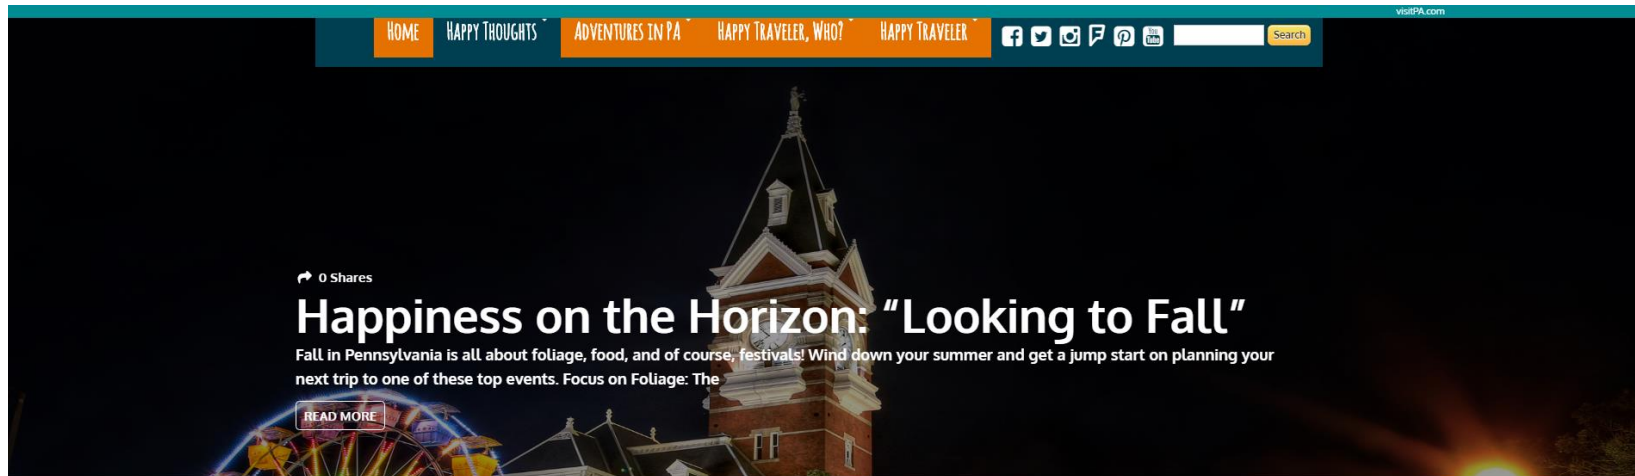 visitPA.com
Home Happy Thoughts Adventures in PA Happy Traveler, Who? Happy Traveler You Tube Search
0 Shares
Happiness on the Horizon: “Looking to Fall”
Fall in Pennsylvania is all about foliage, food, and of course, festivals! Wind down your summer and get a jump start on planning your
next trip to one of these top events. Focus on Foliage: The
READ MORE